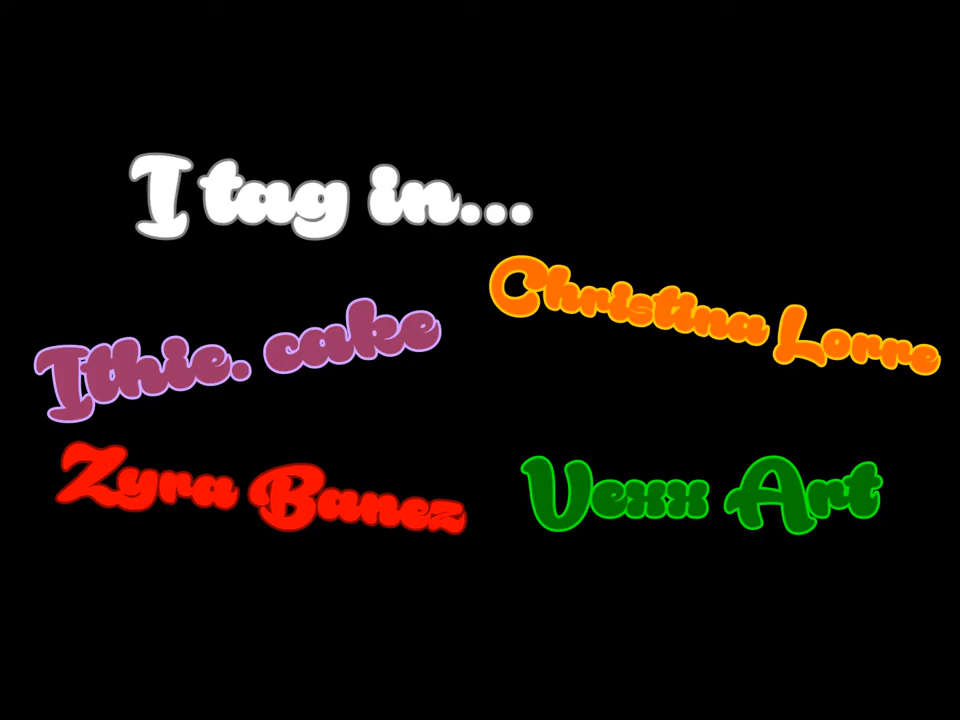 I tag in...
Christina Lorre
Ithie. cake
Zyra Banez
Vexx Art